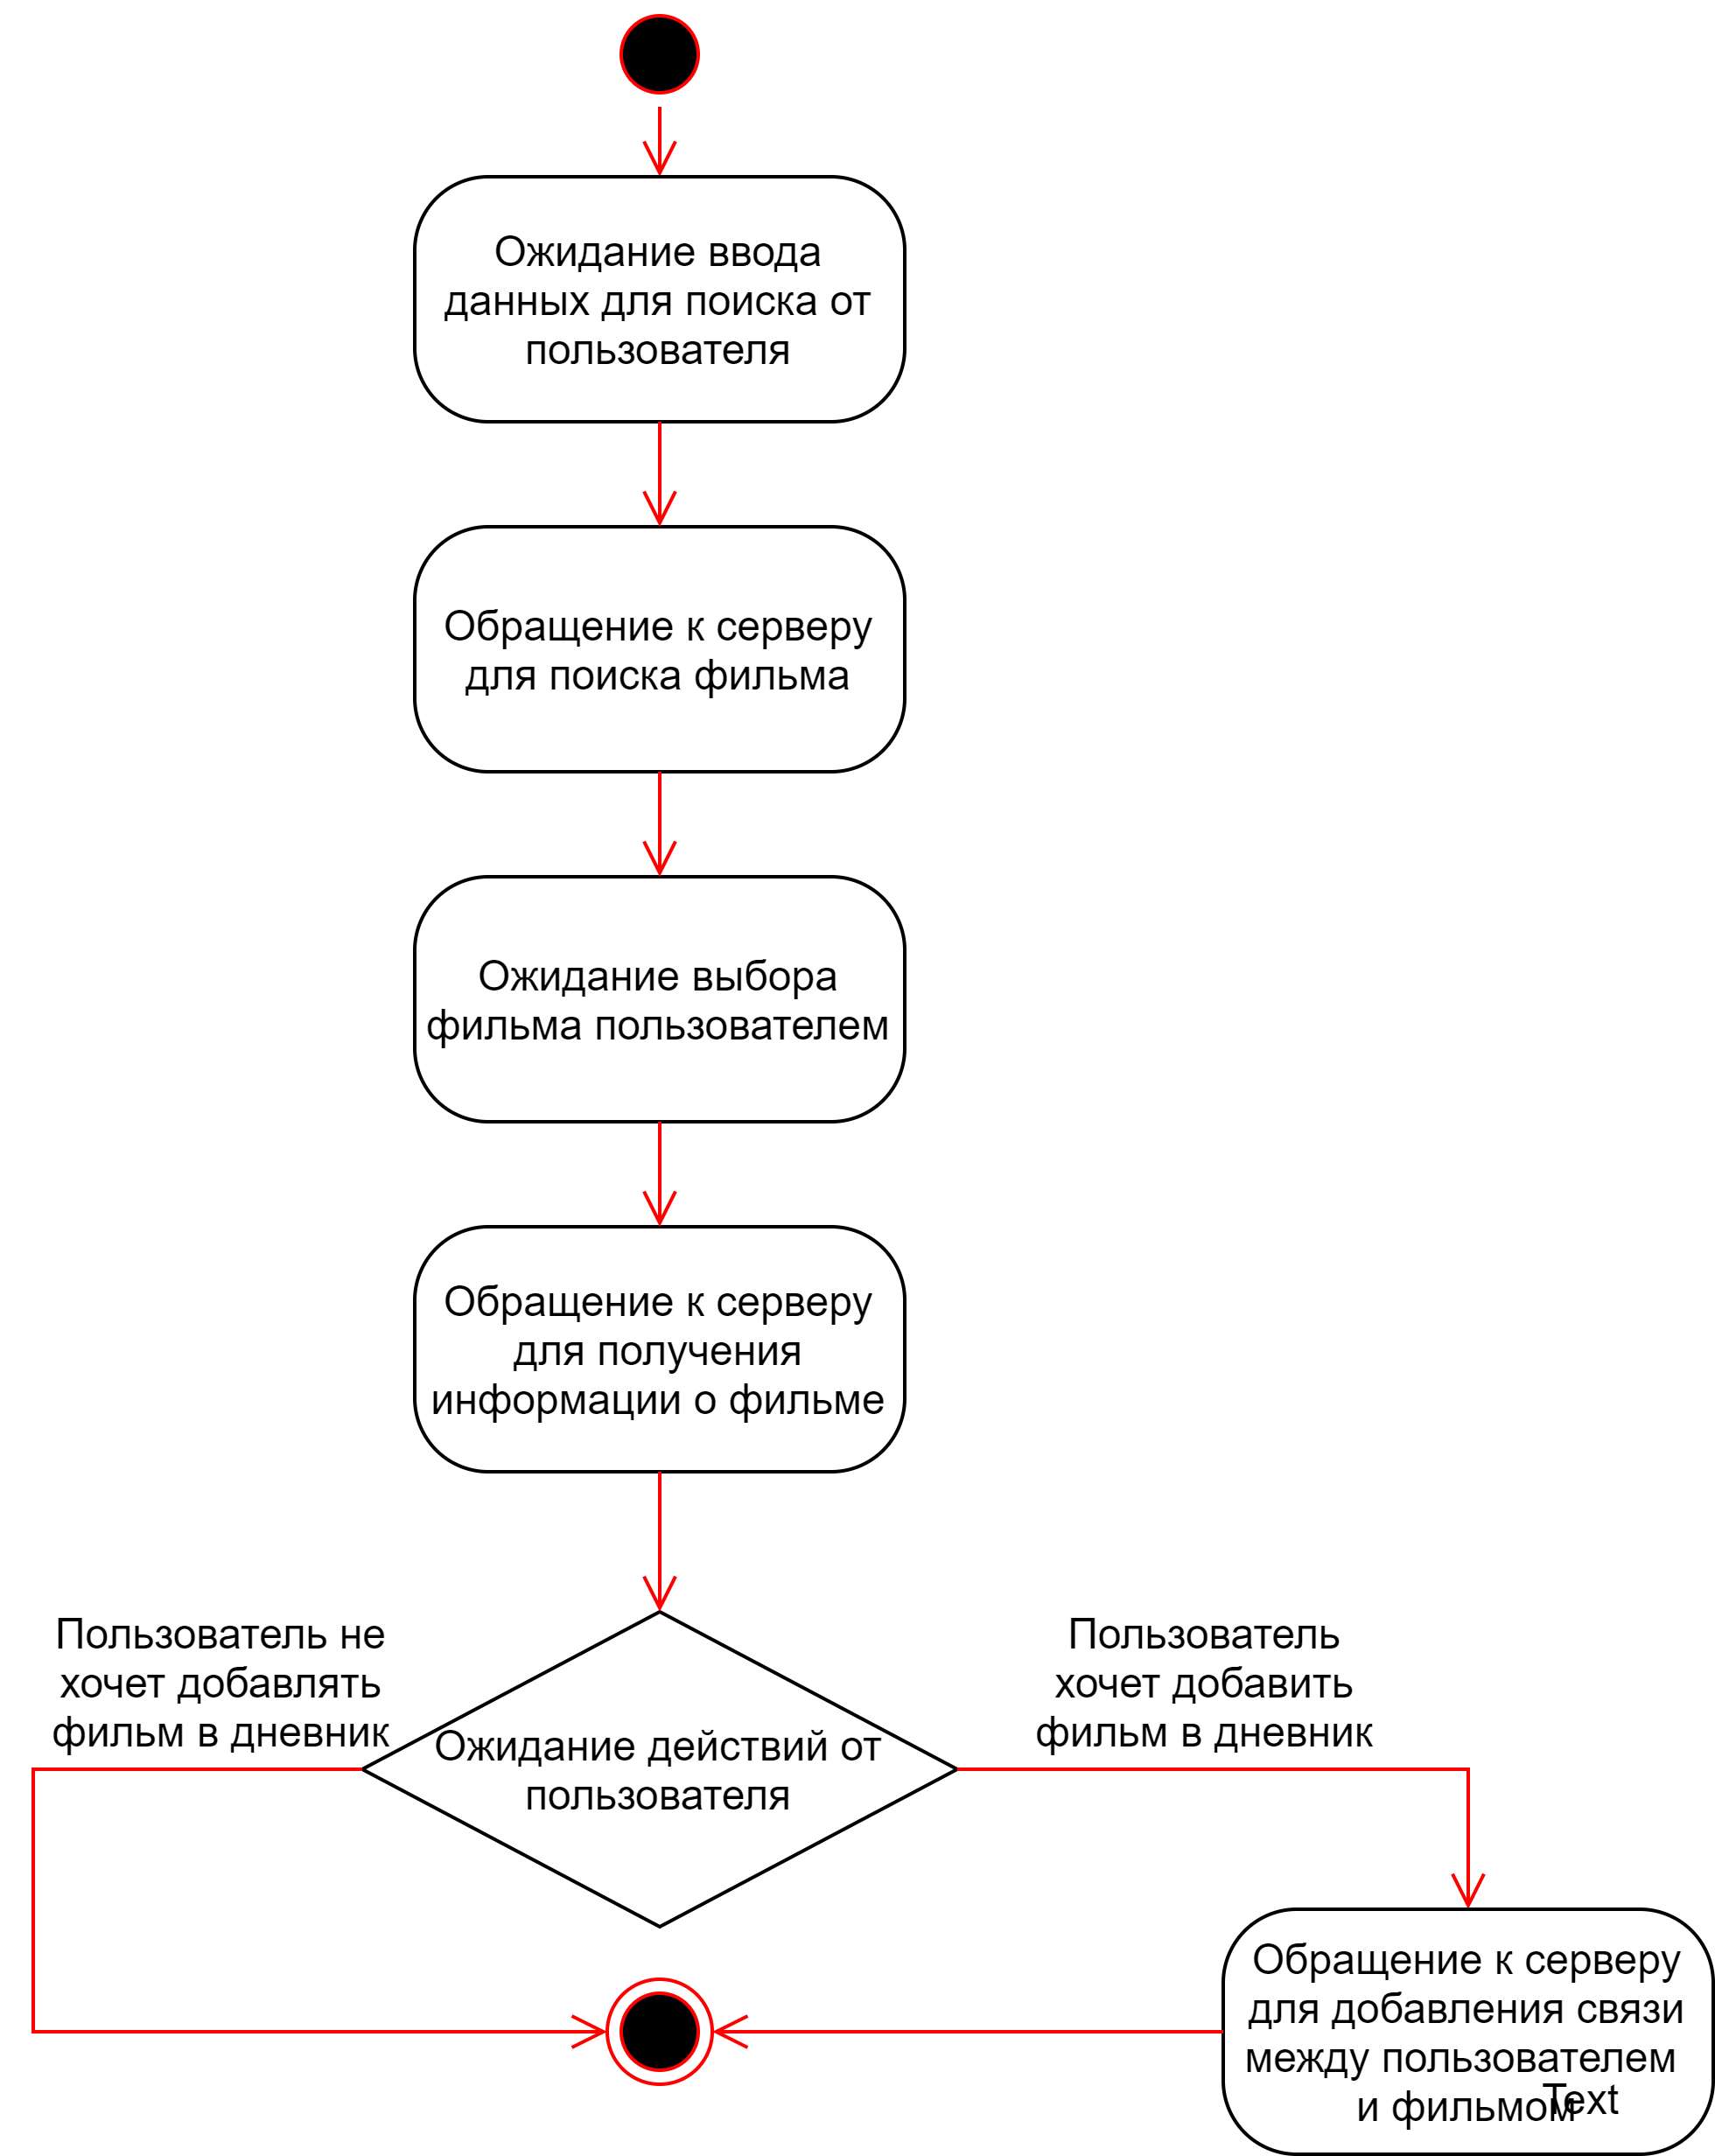 Ожидание ввода
данных для поиска от
пользователя
Обращение к серверу
для поиска фильма
Ожидание выбора
фильма пользователем
Обращение к серверу
для получения
информации о фильме
Пользователь не
хочет добавлять
фильм в дневник
Ожидание действий от
пользователя
Пользователь
хочет добавить
фильм в дневник
Обращение к серверу
для добавления связи
между пользователем
и фильмом
Text